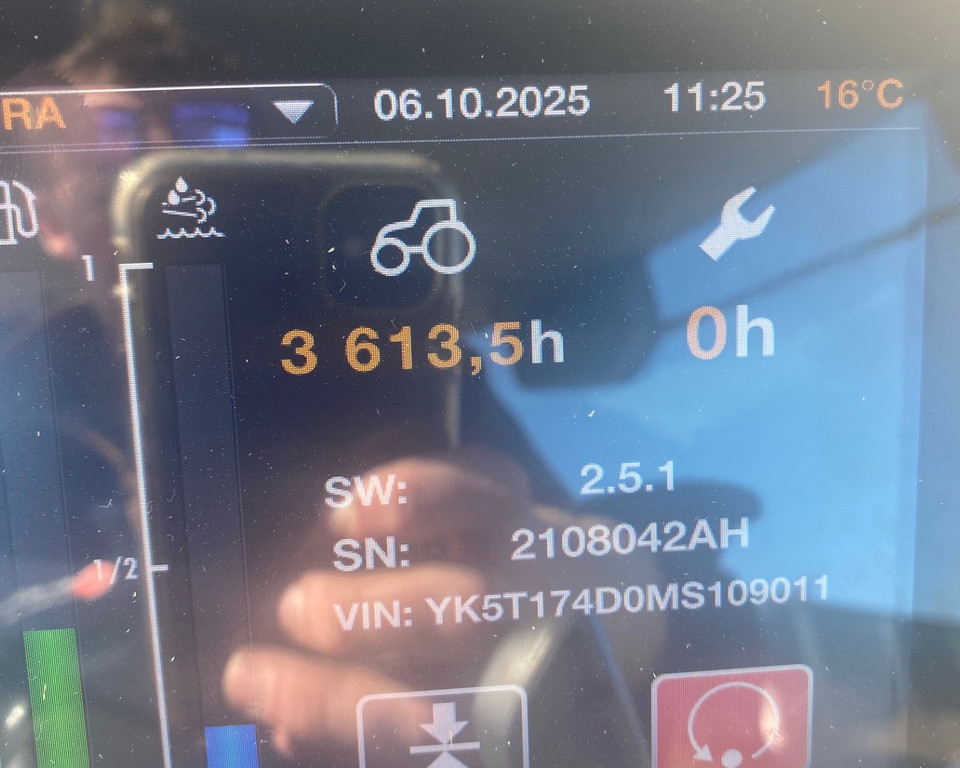 RA 06.10.2025 11:25 16°C
1
3 613,5h 0h
SW: 2.5.1
SN: 2108042AH
1/2
VIN: YK5T174D0MS109011